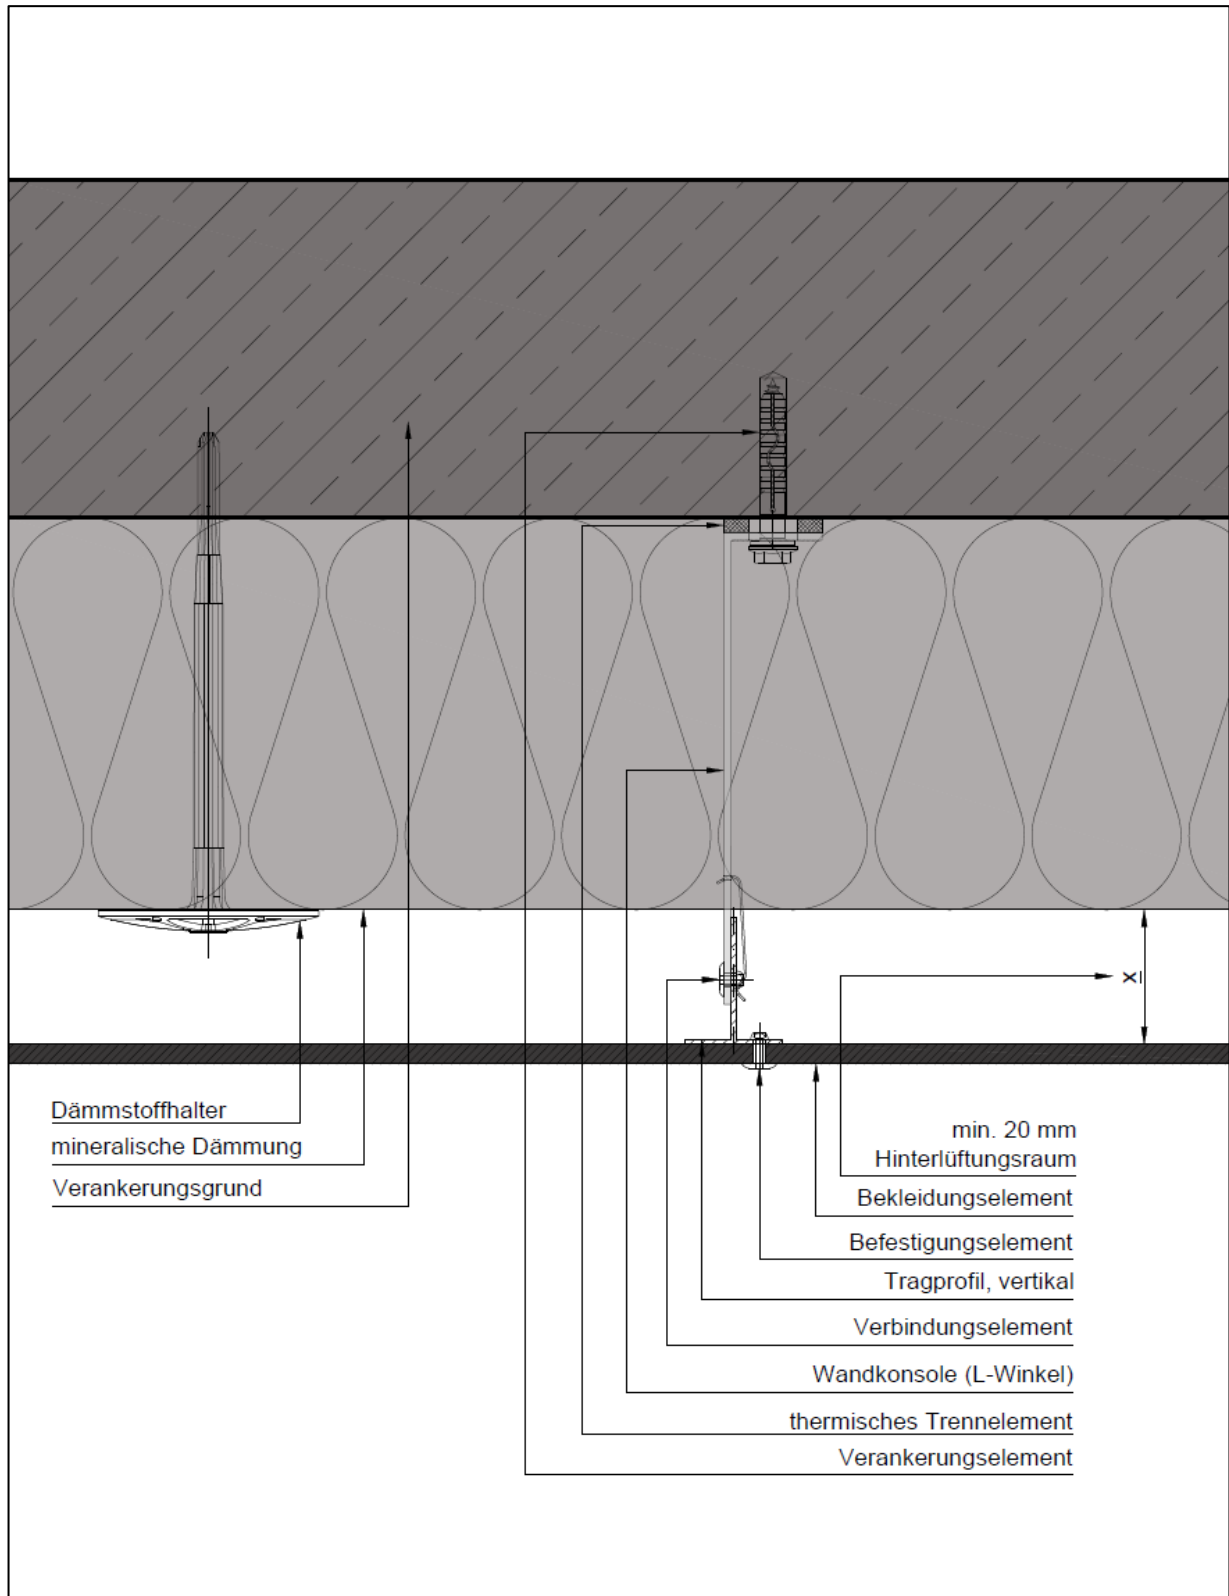 x
Dämmstoffhalter
mineralische Dämmung
Verankerungsgrund
min. 20 mm
Hinterlüftungsraum
Bekleidungselement
Befestigungselement
Tragprofil, vertikal
Verbindungselement
Wandkonsole (L-Winkel)
thermisches Trennelement
Verankerungselement